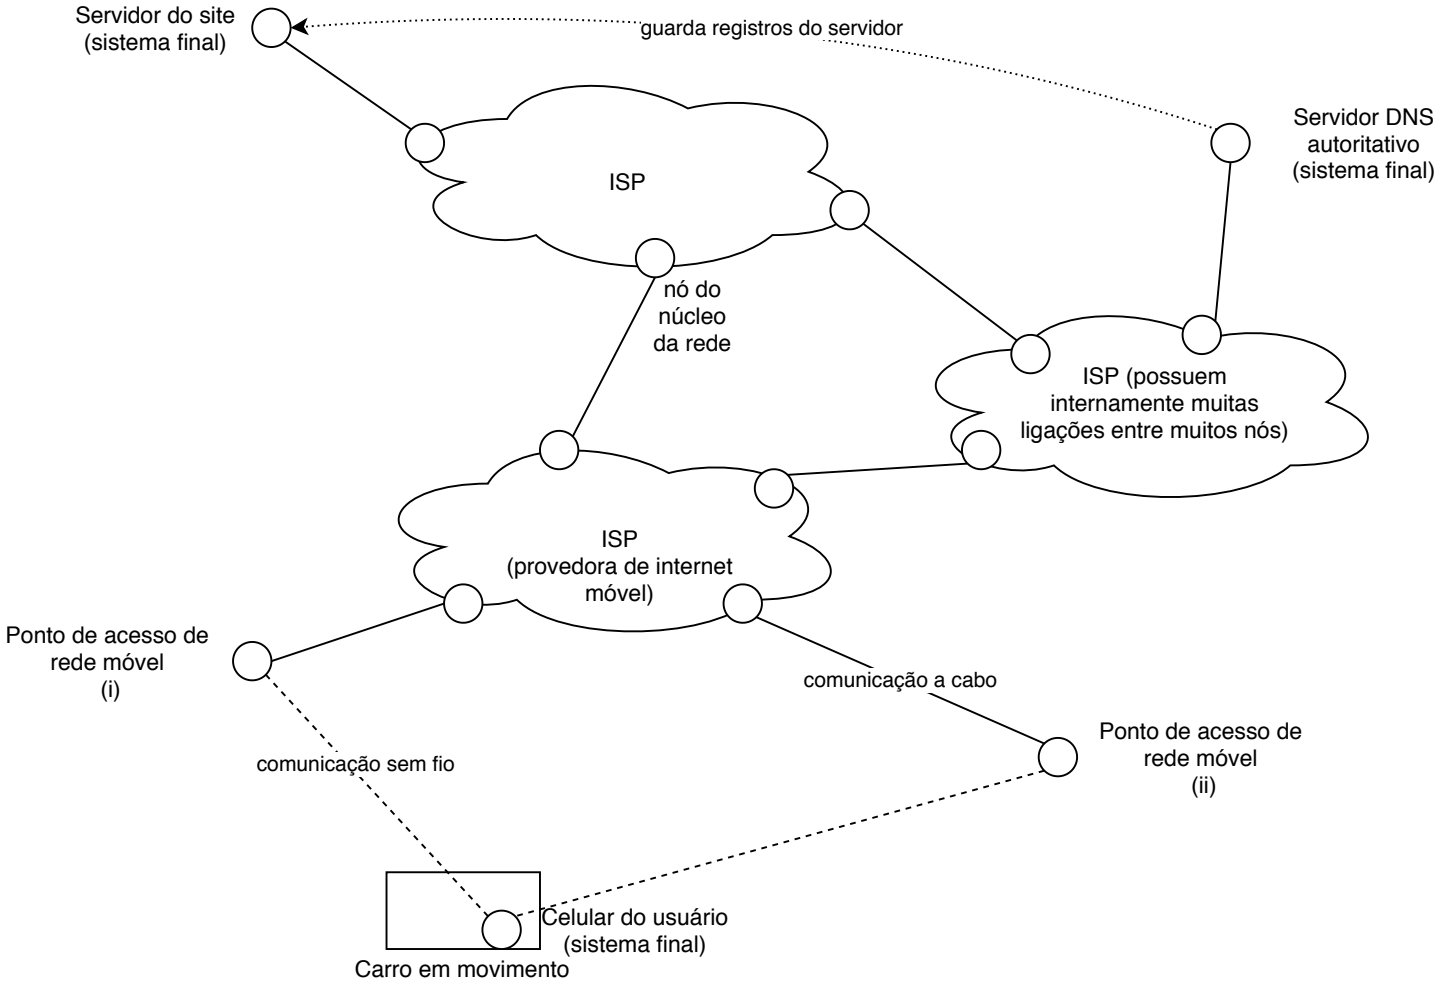 Servidor do site
(sistema final)
guarda registros do servidor
Servidor DNS
autoritativo
(sistema final)
ISP
nó do
núcleo
da rede
ISP (possuem
internamente muitas
ligações entre muitos nós)
ISP
(provedora de internet
móvel)
Ponto de acesso de
rede móvel
(i)
comunicação a cabo
Ponto de acesso de
rede móvel
(ii)
comunicação sem fio
Celular do usuário
(sistema final)
Carro em movimento